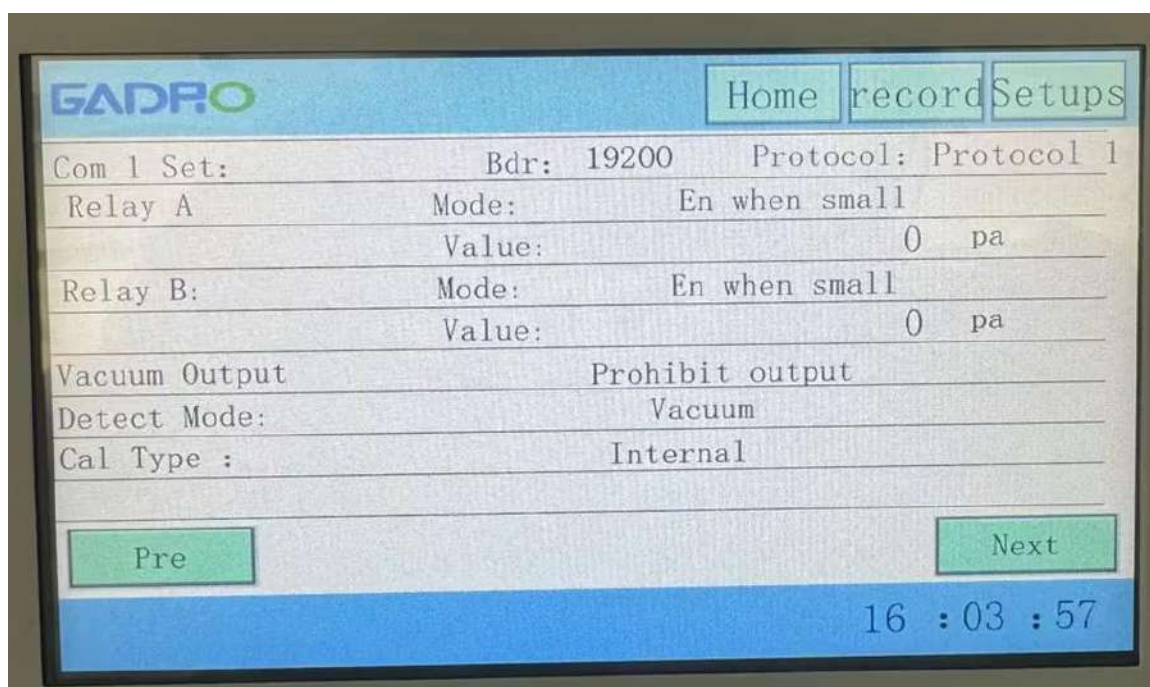 GADRO Home record Setups
Com 1 Set: Bdr: 19200 Protocol: Protocol 1
Relay A Mode: En when small
Value: 0 pa
Relay B: Mode: En when small
Value: 0 pa
Vacuum Output Prohibit output
Detect Mode: Vacuum
Cal Type : Internal
Pre Next
16 :03 :57